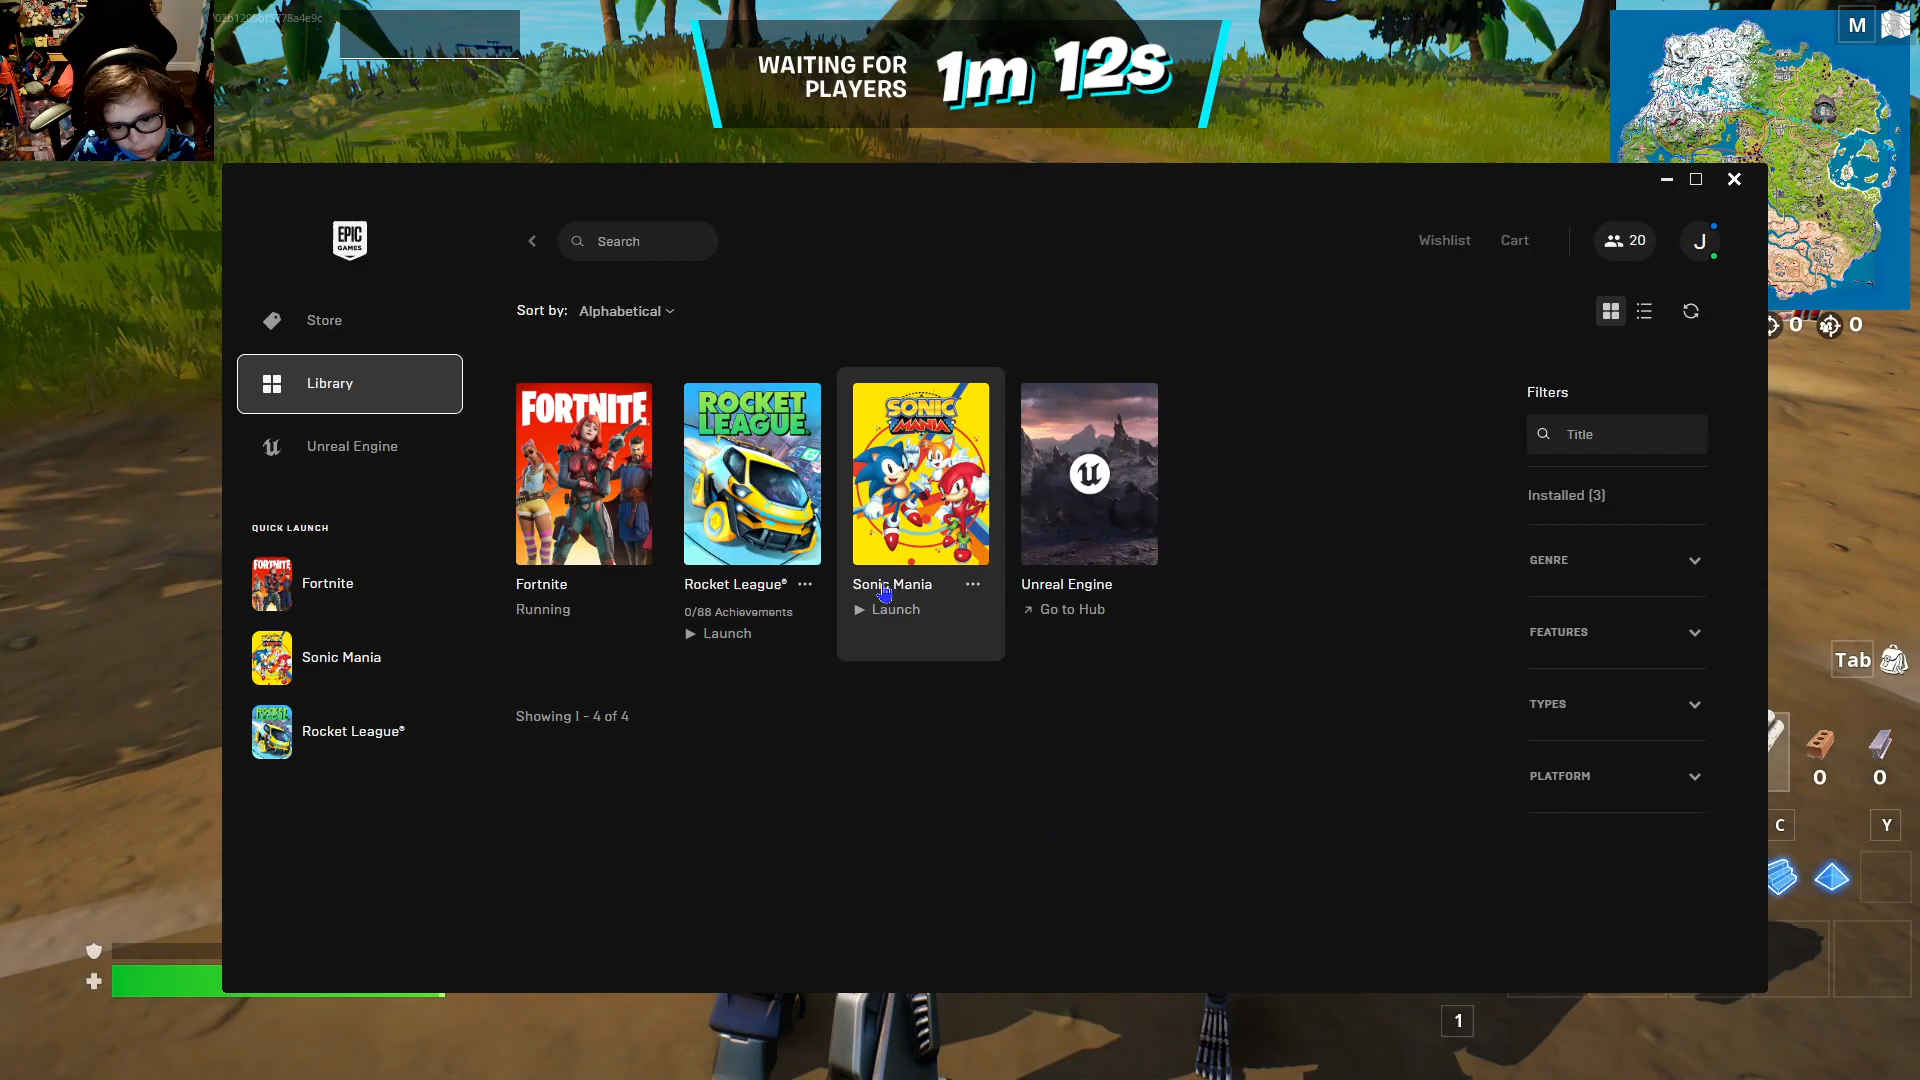 WAITING FOR
PLAYERS
1m 12s
M
EPIC
GAMES
Search
Wishlist
Cart
20
J
Store
Library
Unreal Engine
QUICK LAUNCH
FORTNITE
Fortnite
Sonic Mania
Rocket League®
Sort by: Alphabetical
FORTNITE
Fortnite
Running
ROCKET
LEAGUE
Rocket League® ...
0/88 Achievements
Launch
SONIC
MANIA
Sonic Mania ...
Launch
Unreal Engine
Go to Hub
Showing 1 - 4 of 4
Filters
Title
Installed (3)
GENRE
FEATURES
TYPES
PLATFORM
0
0
Tab
0
0
C
Y
1